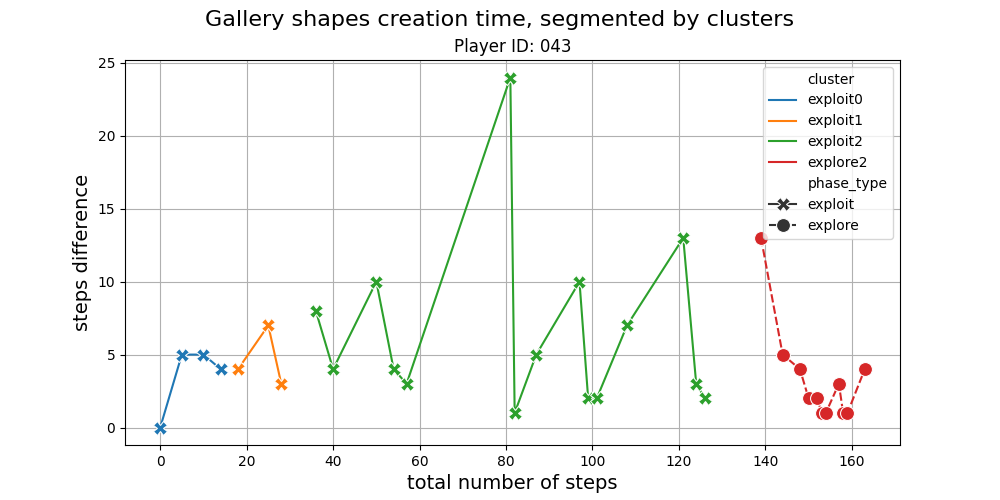 Gallery shapes creation time, segmented by clusters
Player ID: 043
25
20
15
10
5
0
steps difference
cluster
exploit0
exploit1
exploit2
explore2
phase_type
exploit
explore
0 20 40 60 80 100 120 140 160
total number of steps